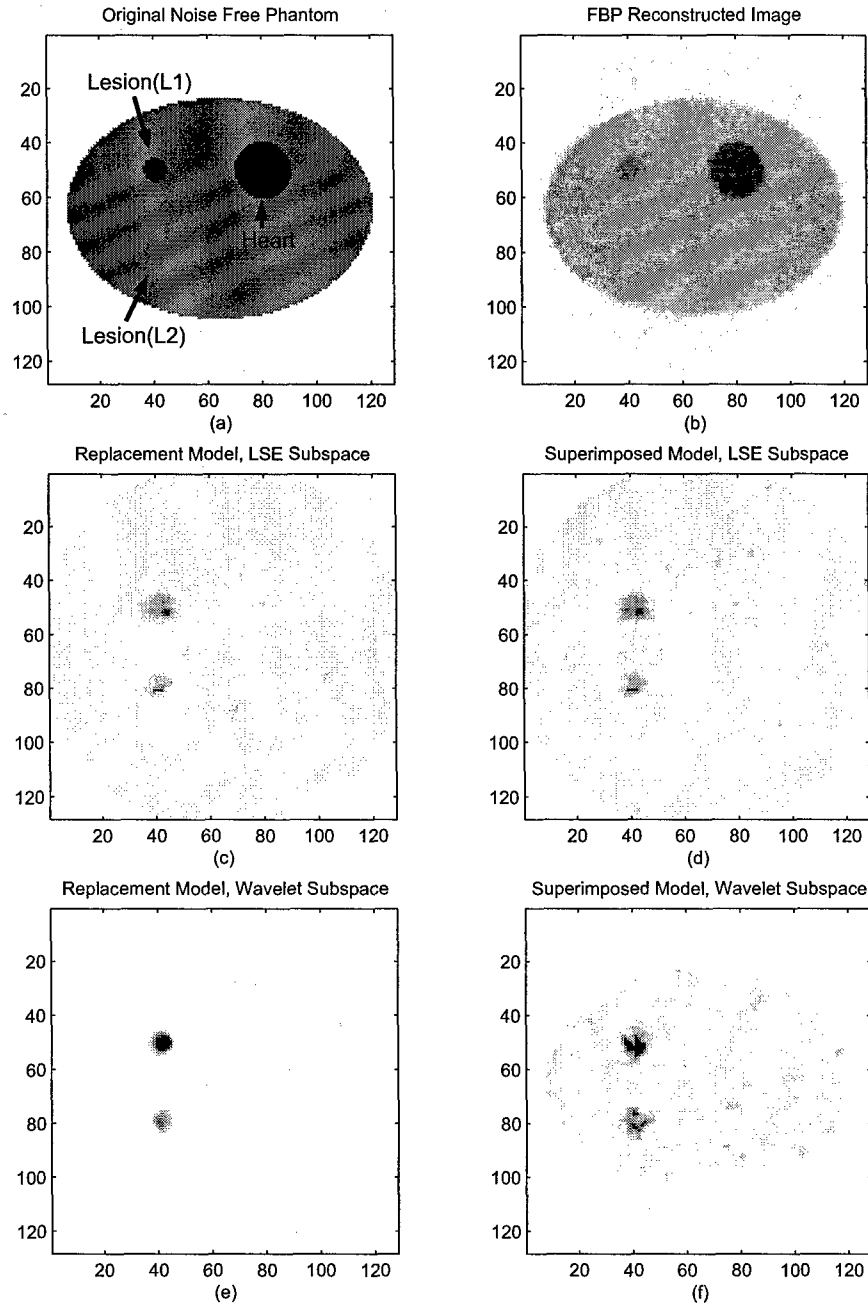 Original Noise Free Phantom
FBP Reconstructed Image
20
40
60
80
100
120
Lesion(L1)
Heart
Lesion(L2)
20 40 60 80 100 120
(a)
20
40
60
80
100
120
20 40 60 80 100 120
(b)
Replacement Model, LSE Subspace
Superimposed Model, LSE Subspace
20
40
60
80
100
120
20 40 60 80 100 120
(c)
20
40
60
80
100
120
20 40 60 80 100 120
(d)
Replacement Model, Wavelet Subspace
Superimposed Model, Wavelet Subspace
20
40
60
80
100
120
20 40 60 80 100 120
(e)
20
40
60
80
100
120
20 40 60 80 100 120
(f)